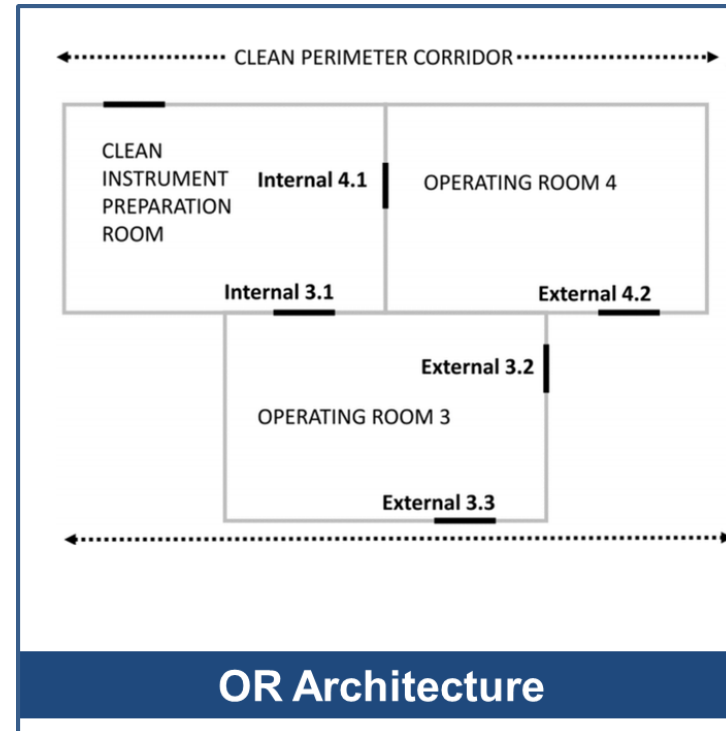 CLEAN PERIMETER CORRIDOR
CLEAN
INSTRUMENT
PREPARATION
ROOM
Internal 4.1
OPERATING ROOM 4
Internal 3.1
External 4.2
External 3.2
OPERATING ROOM 3
External 3.3
OR Architecture